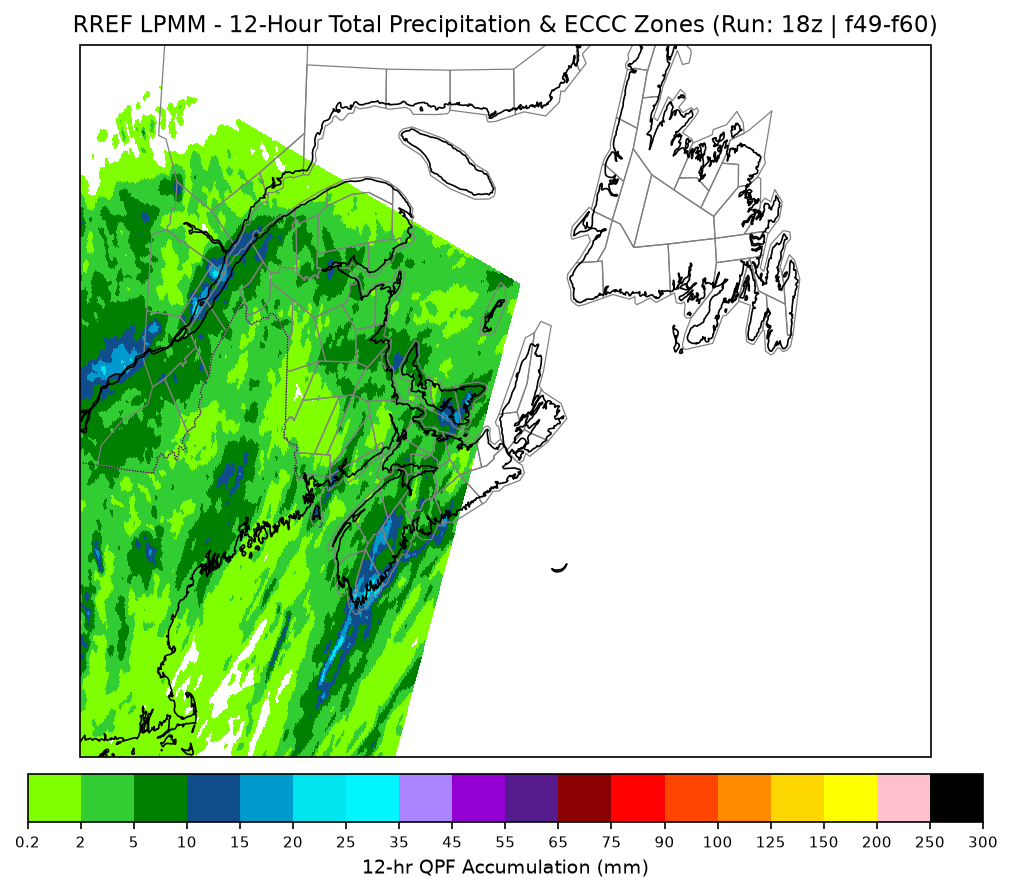 RREF LPMM - 12-Hour Total Precipitation & ECCC Zones (Run: 18z | f49-f60)
0.2 2 5 10 15 20 25 35 45 55 65 75 90 100 125 150 200 250 300
12-hr QPF Accumulation (mm)